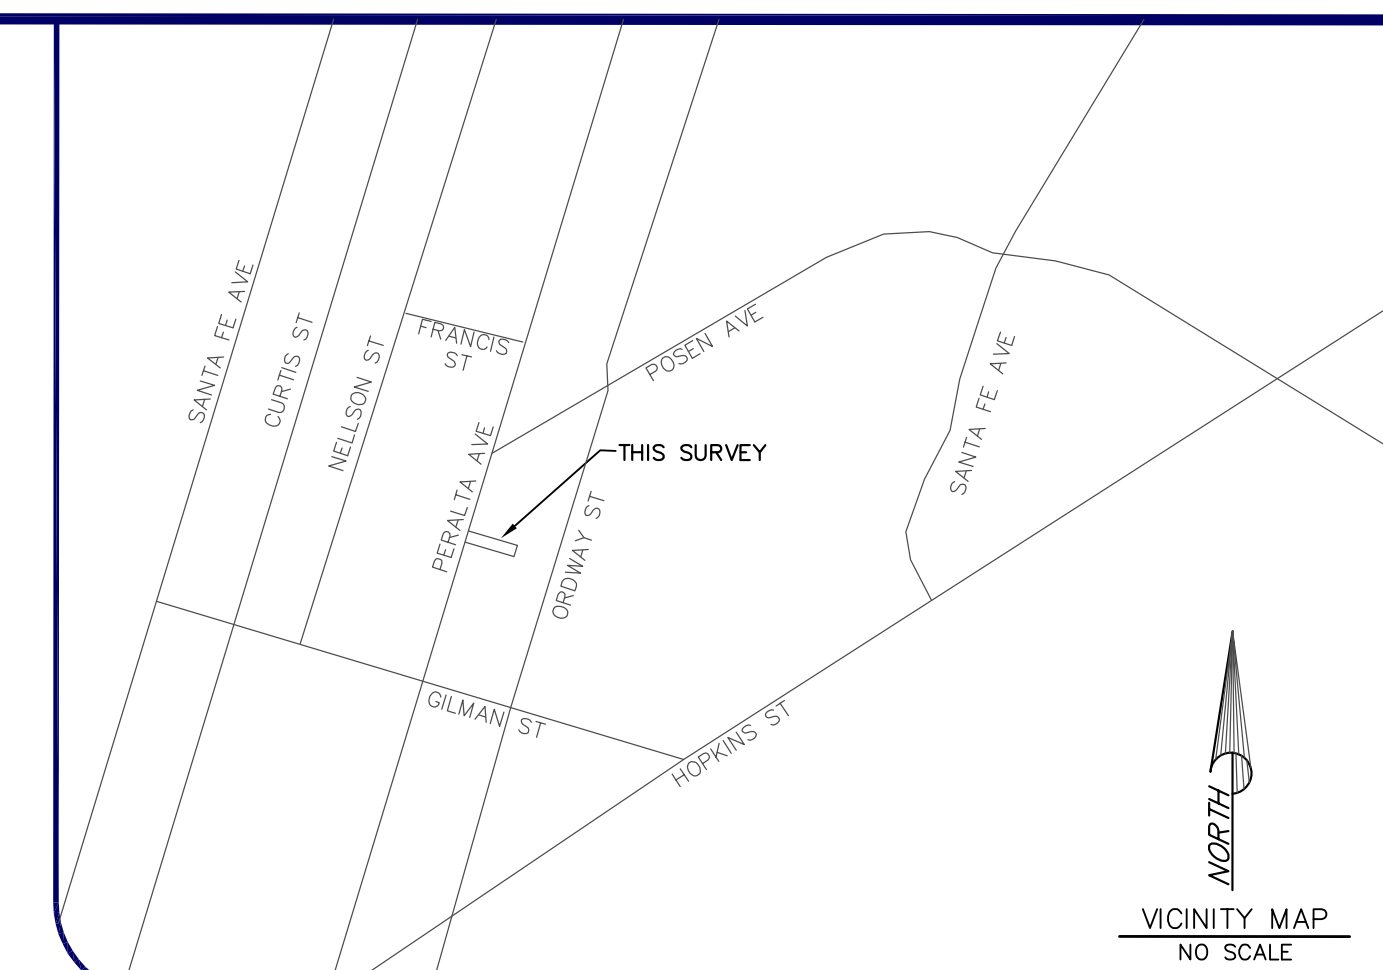 SANTA FE AVE
CURTIS ST
NELLSON ST
FRANCIS
ST
PERALTA AVE
POSEN AVE
THIS SURVEY
ORDWAY ST
SANTA FE AVE
GILMAN ST
HOPKINS ST
NORTH
VICINITY MAP
NO SCALE